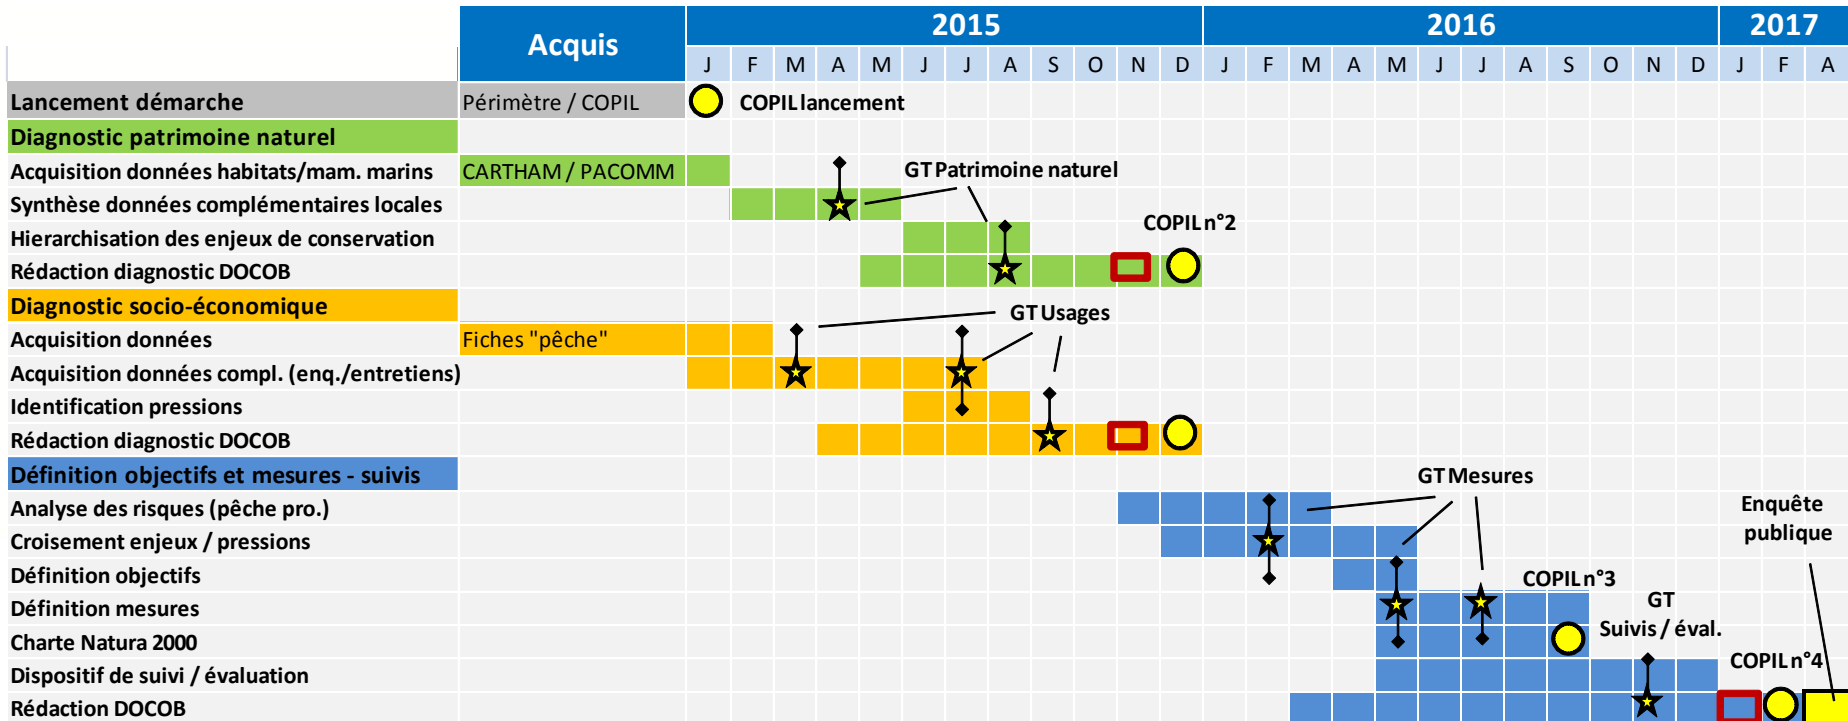 2015 2016 2017
Acquis
J F M A M J J A S O N D J F M A M J J A S O N D J F A
Lancement démarche Périmètre / COPIL COPIL lancement
Diagnostic patrimoine naturel
Acquisition données habitats/mam. marins CARTHAM / PACOMM GT Patrimoine naturel
Synthèse données complémentaires locales
COPIL n°2
Hierarchisation des enjeux de conservation
Rédaction diagnostic DOCOB
Diagnostic socio-économique
GT Usages
Acquisition données Fiches "pêche"
Acquisition données compl. (enq./entretiens)
Identification pressions
Rédaction diagnostic DOCOB
Définition objectifs et mesures - suivis
GT Mesures
Analyse des risques (pêche pro.)
Enquête
publique
Croisement enjeux / pressions
Définition objectifs
COPIL n°3
Définition mesures
GT
Suivis / éval.
Charte Natura 2000
COPIL n°4
Dispositif de suivi / évaluation
Rédaction DOCOB